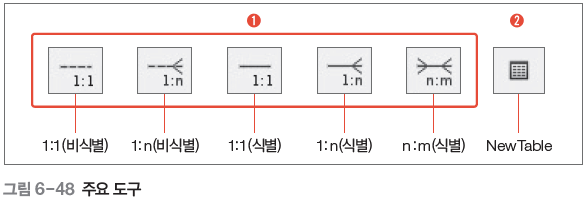 ❶ ❷
1:1 1:n 1:1 1:n n:m
1:1(비식별) 1:n(비식별) 1:1(식별) 1:n(식별) n:m(식별) NewTable
그림 6-48 주요 도구